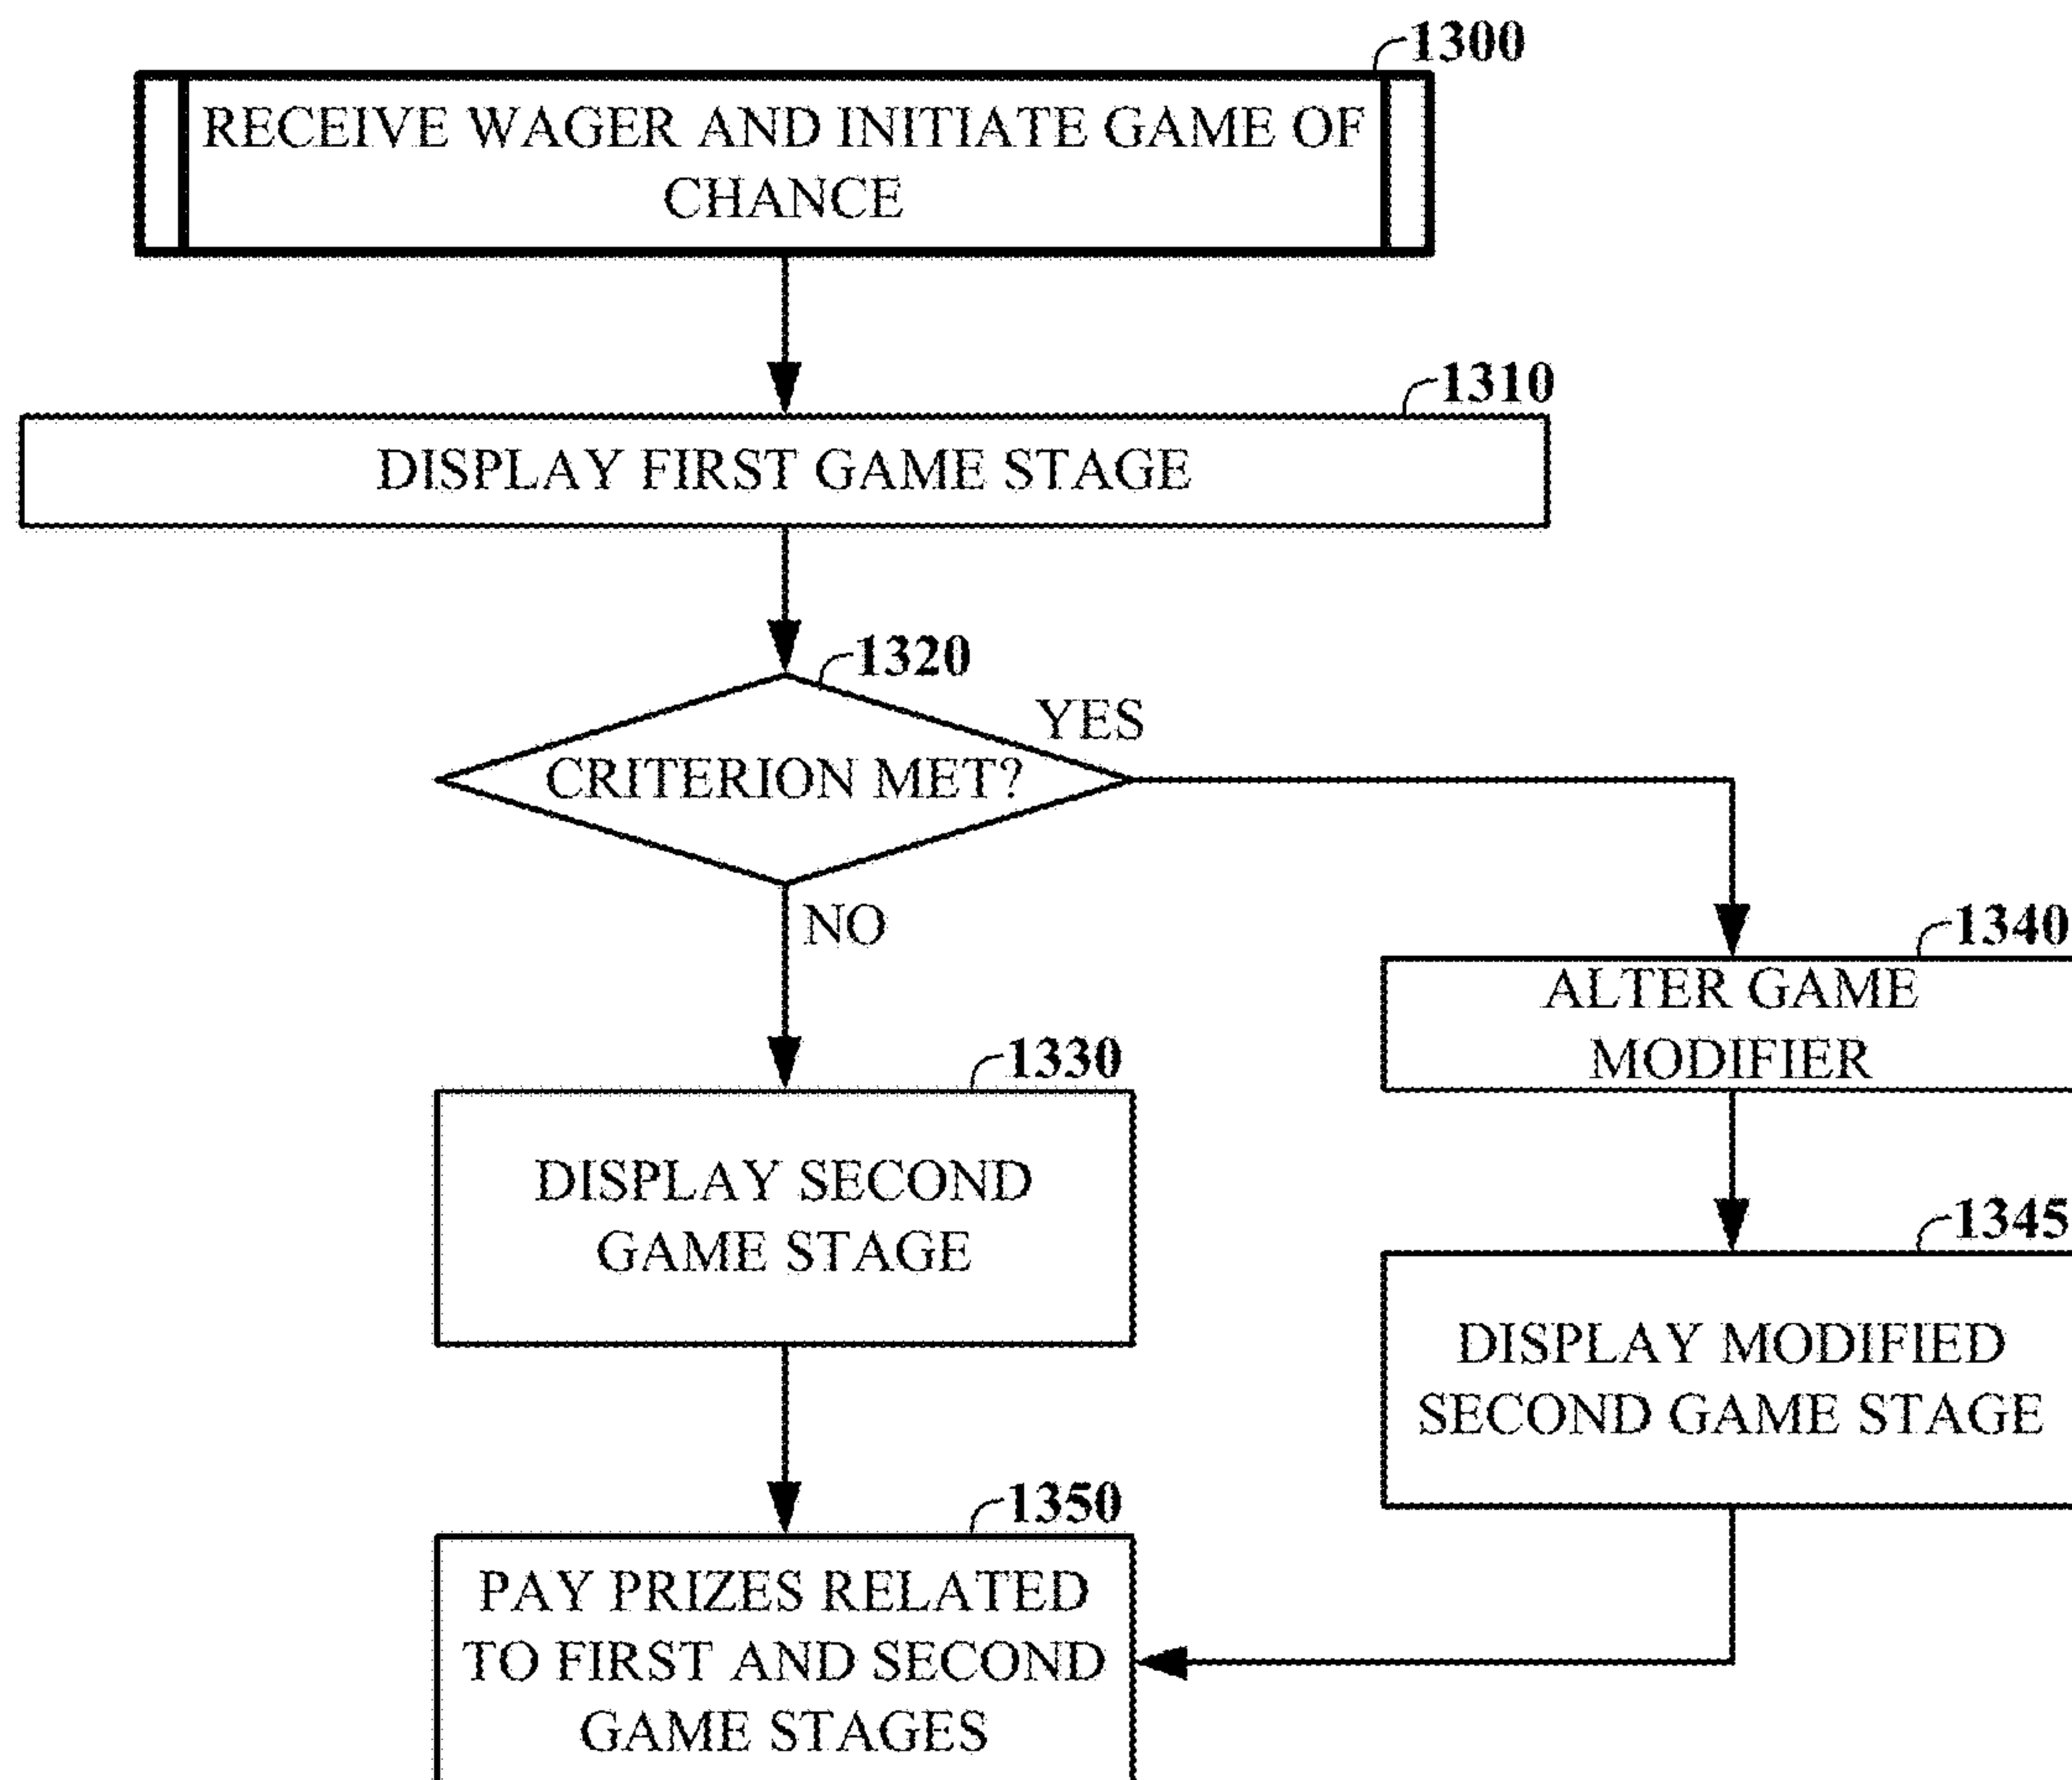 1300
RECEIVE WAGER AND INITIATE GAME OF
CHANCE
1310
DISPLAY FIRST GAME STAGE
1320
YES
CRITERION MET?
NO
1340
ALTER GAME
MODIFIER
1330
DISPLAY SECOND
GAME STAGE
1345
DISPLAY MODIFIED
SECOND GAME STAGE
1350
PAY PRIZES RELATED
TO FIRST AND SECOND
GAME STAGES